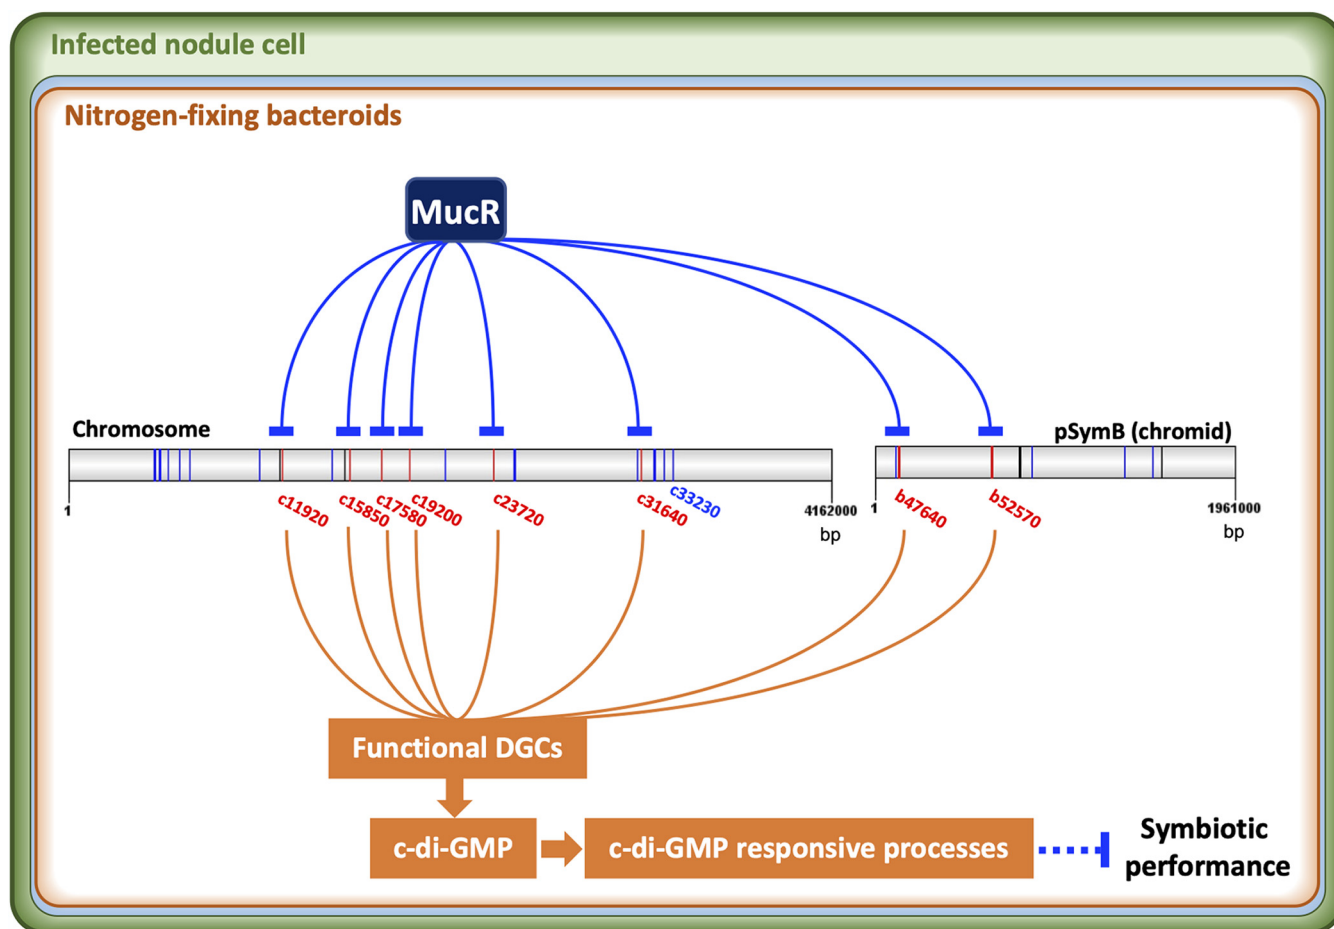 Infected nodule cell
Nitrogen-fixing bacteroids
MucR
Chromosome
pSymB (chromid)
1
c11920
c15850
c17580
c19200
c23720
c31640
c33230
4162000
bp
1
b47640
b52570
1961000
bp
Functional DGCs
c-di-GMP
c-di-GMP responsive processes
Symbiotic
performance